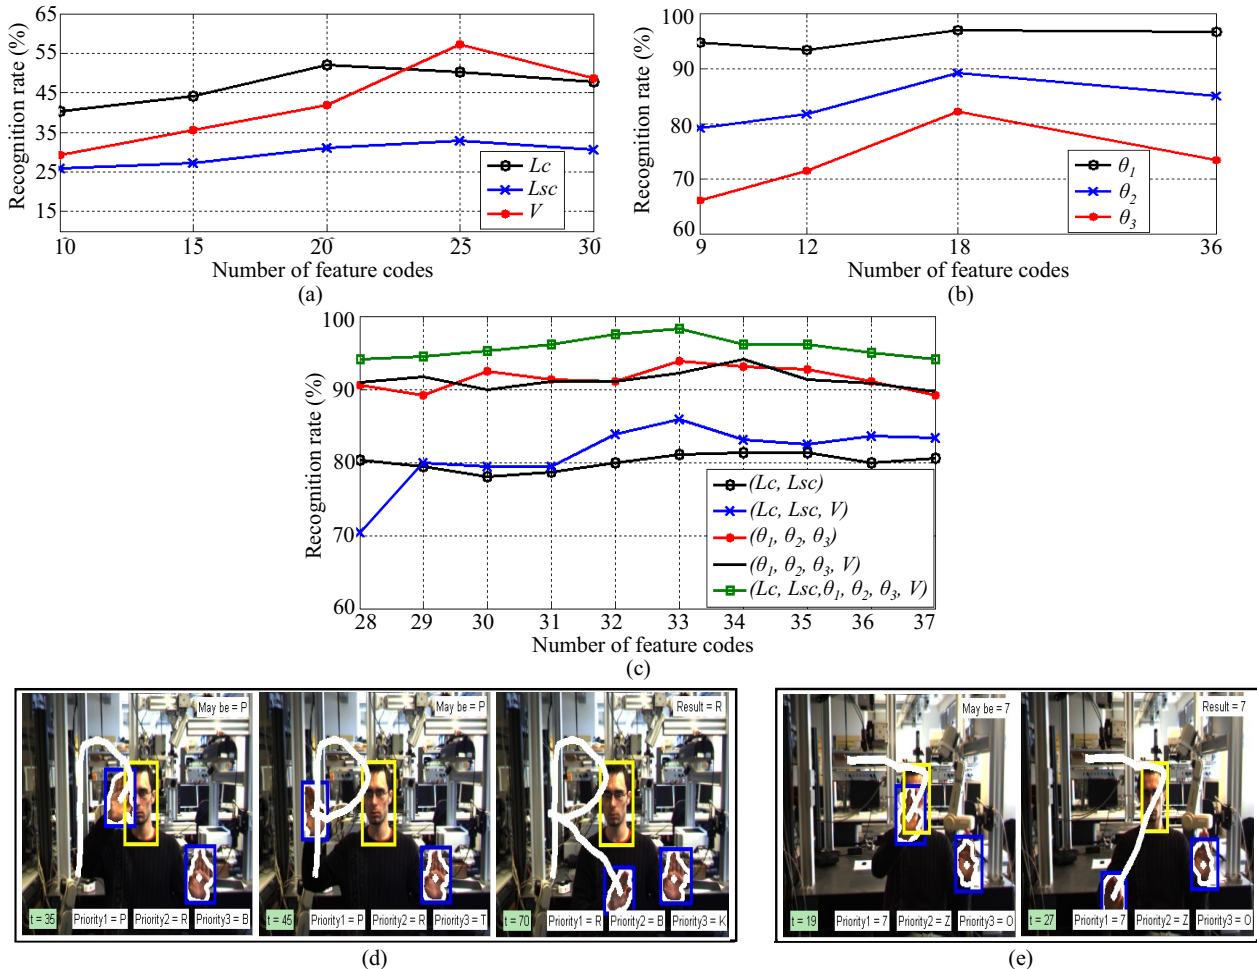 65
55
45
35
25
15
10
15
20
25
30
Recognition rate (%)
Number of feature codes
Lc
Lsc
V
(a)
100
90
80
70
60
9
12
18
36
Recognition rate (%)
Number of feature codes
θ1
θ2
θ3
(b)
100
90
80
70
60
28
29
30
31
32
33
34
35
36
37
Recognition rate (%)
Number of feature codes
(Lc, Lsc)
(Lc, Lsc, V)
(θ1, θ2, θ3)
(θ1, θ2, θ3, V)
(Lc, Lsc,θ1, θ2, θ3, V)
(c)
May be = P
t = 35 Priority1 = P Priority2 = R Priority3 = B
May be = P
t = 45 Priority1 = P Priority2 = R Priority3 = T
Result = R
t = 70 Priority1 = R Priority2 = B Priority3 = K
(d)
May be = 7
t = 19 Priority1 = 7 Priority2 = Z Priority3 = O
Result = 7
t = 27 Priority1 = 7 Priority2 = Z Priority3 = O
(e)